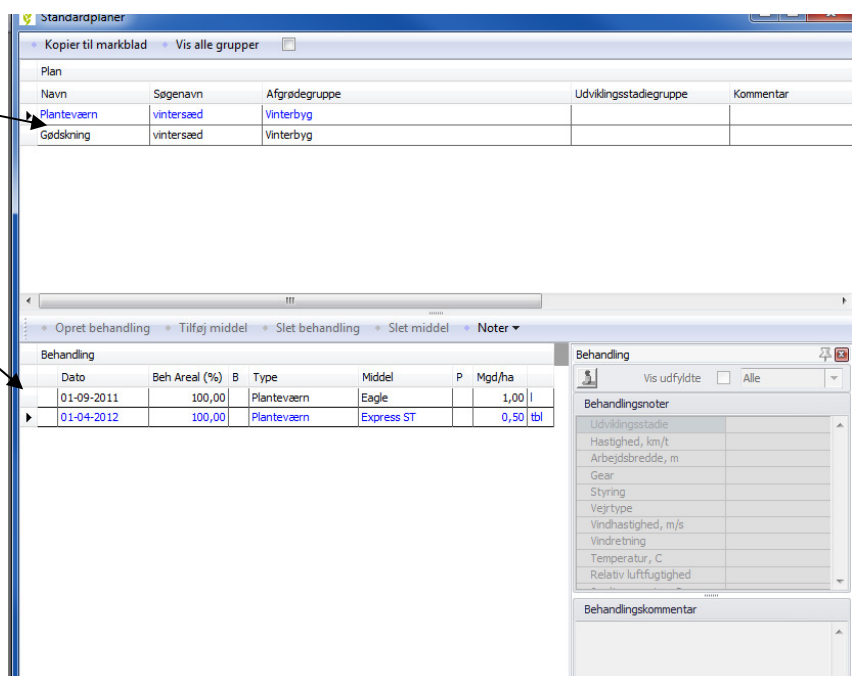 Standardplaner
Kopier til markblad Vis alle grupper
Plan
Navn Søgenavn Afgrødegruppe Udviklingsstadiegruppe Kommentar
Planteværn vintersæd Vinterbyg
Gødskning vintersæd Vinterbyg
Opret behandling Tilføj middel Slet behandling Slet middel Noter
Behandling
Dato Beh Areal (%) B Type Middel P Mgd/ha
01-09-2011 100,00 Planteværn Eagle 1,00 l
01-04-2012 100,00 Planteværn Express ST 0,50 tbl
Behandling
Vis udfyldte Alle
Behandlingsnoter
Udviklingsstadie
Hastighed, km/t
Arbejdsbredde, m
Gear
Styring
Vejrtype
Vindhastighed, m/s
Vindretning
Temperatur, C
Relativ luftfugtighed
Behandlingskommentar